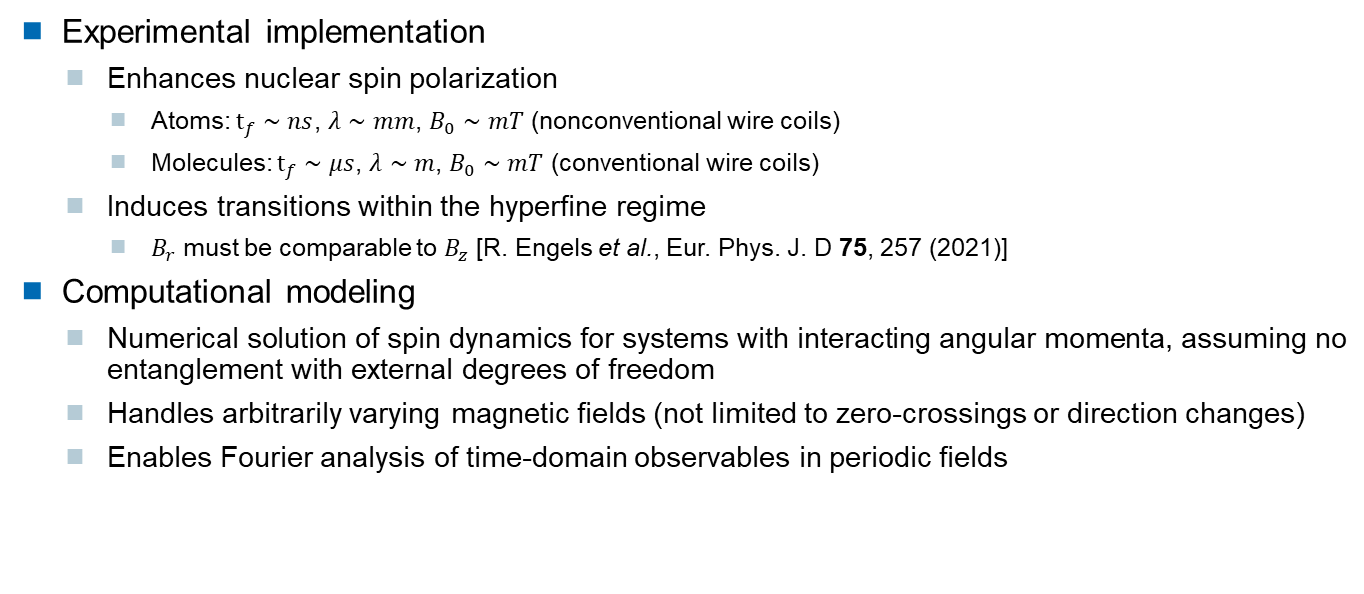 Experimental implementation
Enhances nuclear spin polarization
Atoms: t_f ~ ns, λ ~ mm, B_0 ~ mT (nonconventional wire coils)
Molecules: t_f ~ μs, λ ~ m, B_0 ~ mT (conventional wire coils)
Induces transitions within the hyperfine regime
B_r must be comparable to B_z [R. Engels et al., Eur. Phys. J. D 75, 257 (2021)]
Computational modeling
Numerical solution of spin dynamics for systems with interacting angular momenta, assuming no
entanglement with external degrees of freedom
Handles arbitrarily varying magnetic fields (not limited to zero-crossings or direction changes)
Enables Fourier analysis of time-domain observables in periodic fields